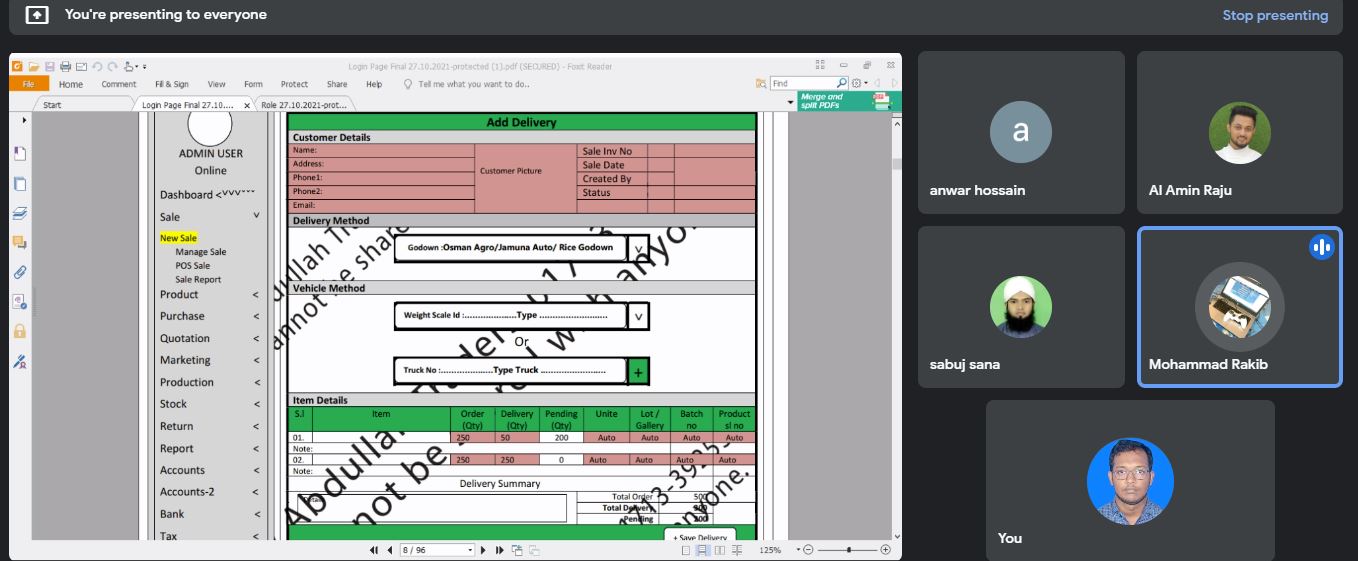 You're presenting to everyone
Stop presenting
Login Page Final 27.10.2021-protected (1).pdf (SECURED) - Foxit Reader
File Home Comment Fill & Sign View Form Protect Share Help Tell me what you want to do.. Find
Start Login Page Final 27.10.... Role 27.10.2021-prot...
Merge and
split PDFs
ADMIN USER
Online
Dashboard <
Sale v
New Sale
Manage Sale
POS Sale
Sale Report
Product <
Purchase <
Quotation <
Marketing <
Production <
Stock <
Return <
Report <
Accounts <
Accounts-2 <
Bank <
Tax <
Add Delivery
Customer Details
Name:
Address:
Phone1:
Phone2:
Email:
Customer Picture
Sale Inv No
Sale Date
Created By
Status
Delivery Method
Godown :Osman Agro/Jamuna Auto/ Rice Godown v
Vehicle Method
Weight Scale Id :.....................Type .......................... v
Or
Truck No :.....................Type Truck ......................... +
Item Details
S.l Item Order (Qty) Delivery (Qty) Pending (Qty) Unite Lot / Gallery Batch no Product sl no
01. 250 50 200 Auto Auto Auto Auto
Note:
02. 250 250 0 Auto Auto Auto Auto
Note:
Delivery Summary
Total Order 500
Total Delivery 300
Pending 200
+ Save Delivery
8 / 96
125%
a
anwar hossain
Al Amin Raju
sabuj sana
Mohammad Rakib
You